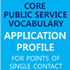 CORE
PUBLIC SERVICE
VOCABULARY
APPLICATION
PROFILE
FOR POINTS OF
SINGLE CONTACT